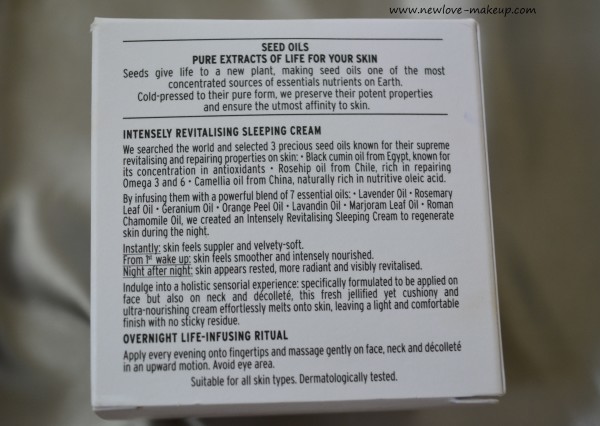 www.newlove-makeup.com
SEED OILS
PURE EXTRACTS OF LIFE FOR YOUR SKIN
Seeds give life to a new plant, making seed oils one of the most
concentrated sources of essentials nutrients on Earth.
Cold-pressed to their pure form, we preserve their potent properties
and ensure the utmost affinity to skin.
INTENSELY REVITALISING SLEEPING CREAM
We searched the world and selected 3 precious seed oils known for their supreme
revitalising and repairing properties on skin: • Black cumin oil from Egypt, known for
its concentration in antioxidants • Rosehip oil from Chile, rich in repairing
Omega 3 and 6 • Camellia oil from China, naturally rich in nutritive oleic acid.
By infusing them with a powerful blend of 7 essential oils: • Lavender Oil • Rosemary
Leaf Oil • Geranium Oil • Orange Peel Oil • Lavandin Oil • Marjoram Leaf Oil • Roman
Chamomile Oil, we created an Intensely Revitalising Sleeping Cream to regenerate
skin during the night.
Instantly: skin feels suppler and velvety-soft.
From 1st wake up: skin feels smoother and intensely nourished.
Night after night: skin appears rested, more radiant and visibly revitalised.
Indulge into a holistic sensorial experience: specifically formulated to be applied on
face but also on neck and décolleté, this fresh jellified yet cushiony and
ultra-nourishing cream effortlessly melts onto skin, leaving a light and comfortable
finish with no sticky residue.
OVERNIGHT LIFE-INFUSING RITUAL
Apply every evening onto fingertips and massage gently on face, neck and décolleté
in an upward motion. Avoid eye area.
Suitable for all skin types. Dermatologically tested.